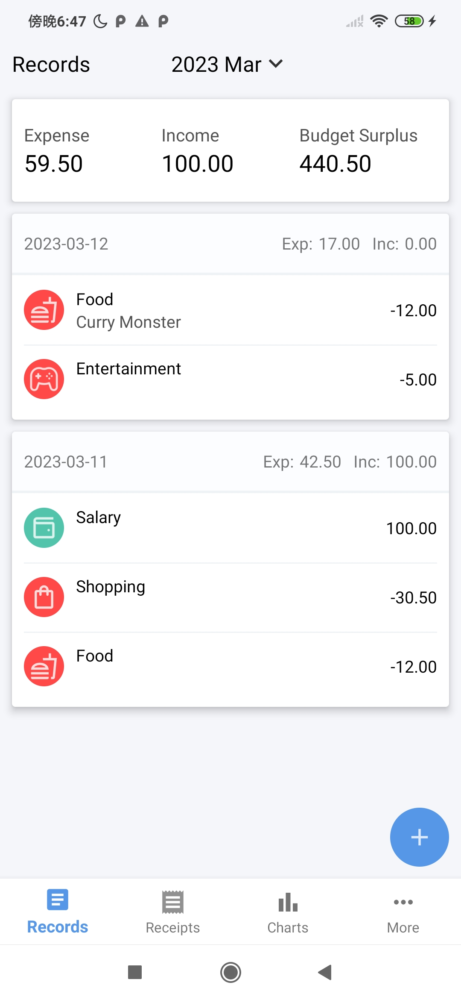 傍晚6:47
58
Records 2023 Mar
Expense Income Budget Surplus
59.50 100.00 440.50
2023-03-12 Exp: 17.00 Inc: 0.00
Food
Curry Monster
-12.00
Entertainment
-5.00
2023-03-11 Exp: 42.50 Inc: 100.00
Salary
100.00
Shopping
-30.50
Food
-12.00
Records Receipts Charts More